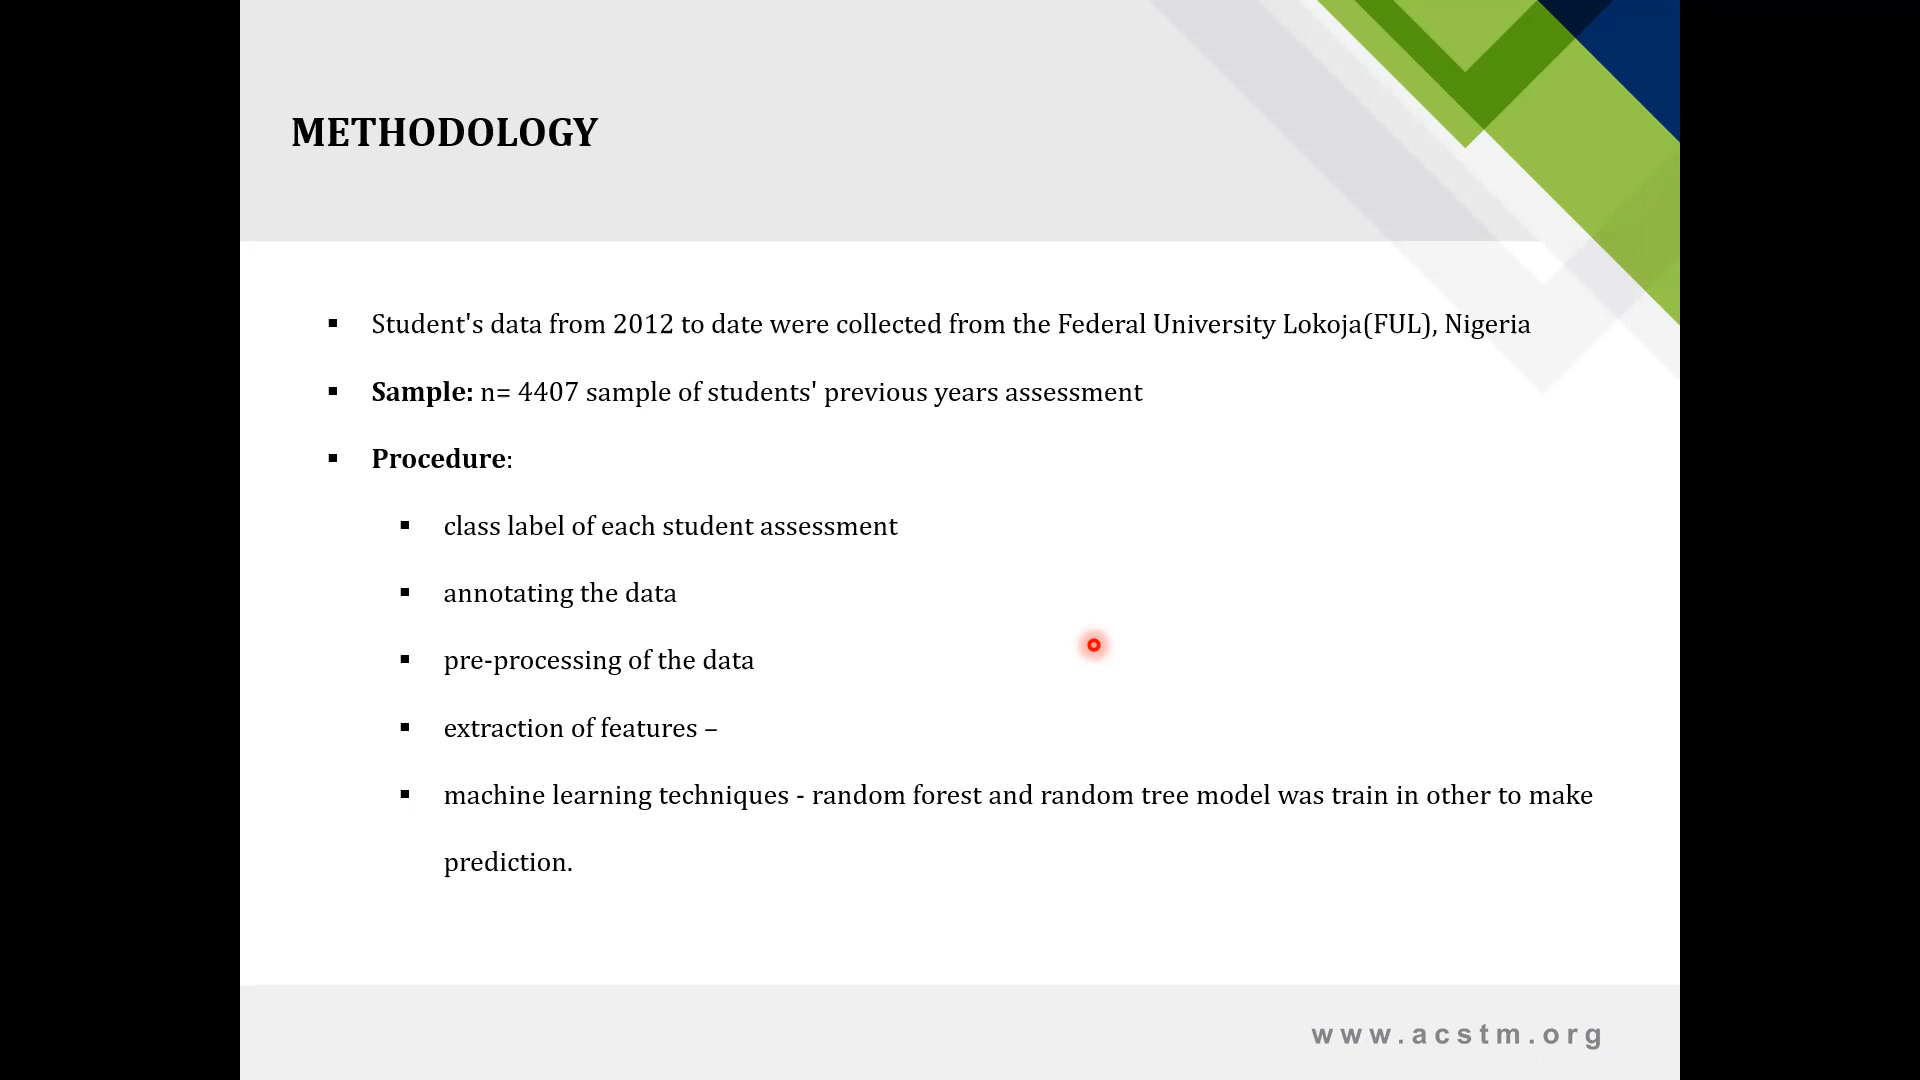 METHODOLOGY
▪ Student's data from 2012 to date were collected from the Federal University Lokoja(FUL), Nigeria
▪ Sample: n= 4407 sample of students' previous years assessment
▪ Procedure:
▪ class label of each student assessment
▪ annotating the data
▪ pre-processing of the data
▪ extraction of features –
▪ machine learning techniques - random forest and random tree model was train in other to make
prediction.
www.acstm.org